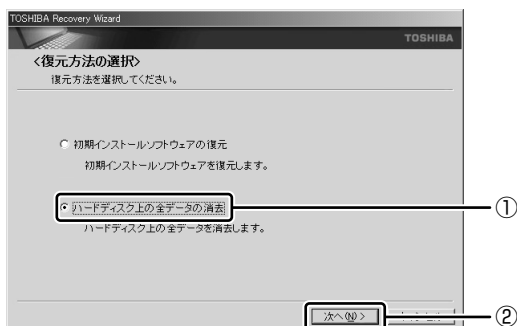 TOSHIBA Recovery Wizard
TOSHIBA
<復元方法の選択>
復元方法を選択してください。
初期インストールソフトウェアの復元
初期インストールソフトウェアを復元します。
ハードディスク上の全データの消去
①
ハードディスク上の全データを消去します。
次へ(N) >
②